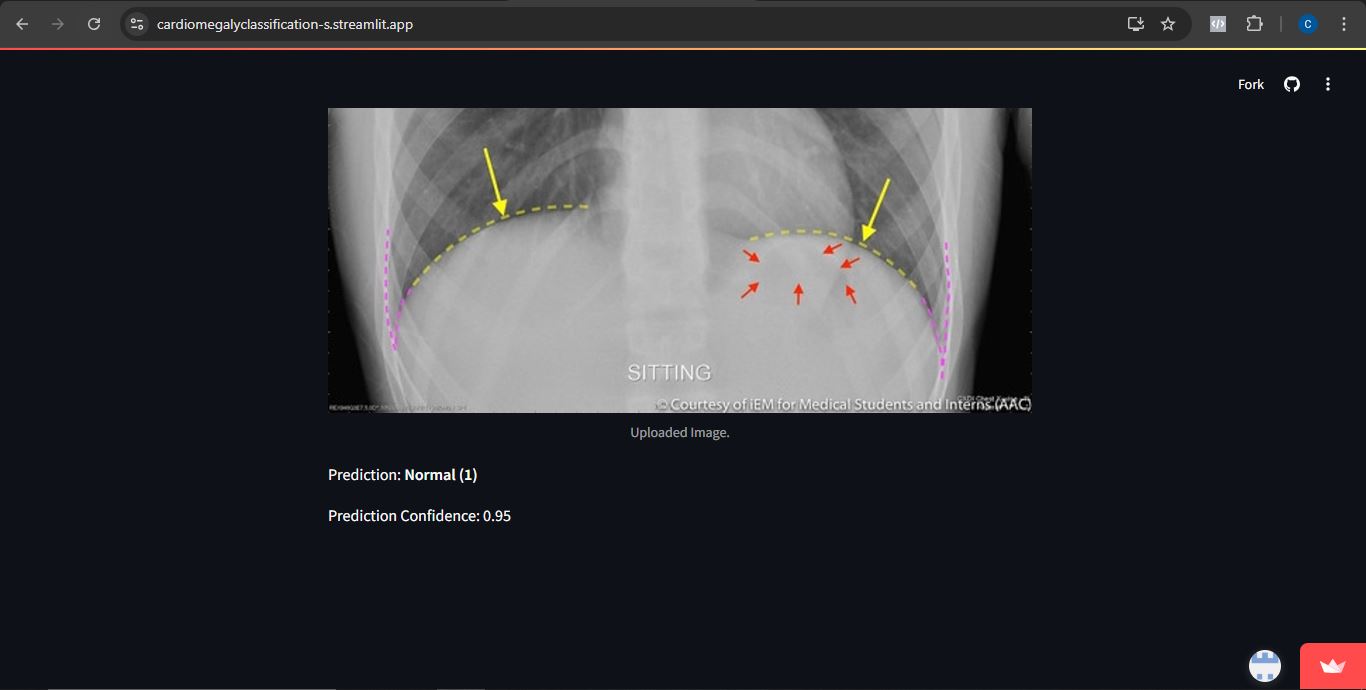 cardiomegalyclassification-s.streamlit.app
C
Fork
SITTING
© Courtesy of iEM for Medical Students and Interns (AAC)
Uploaded Image.
Prediction: Normal (1)
Prediction Confidence: 0.95